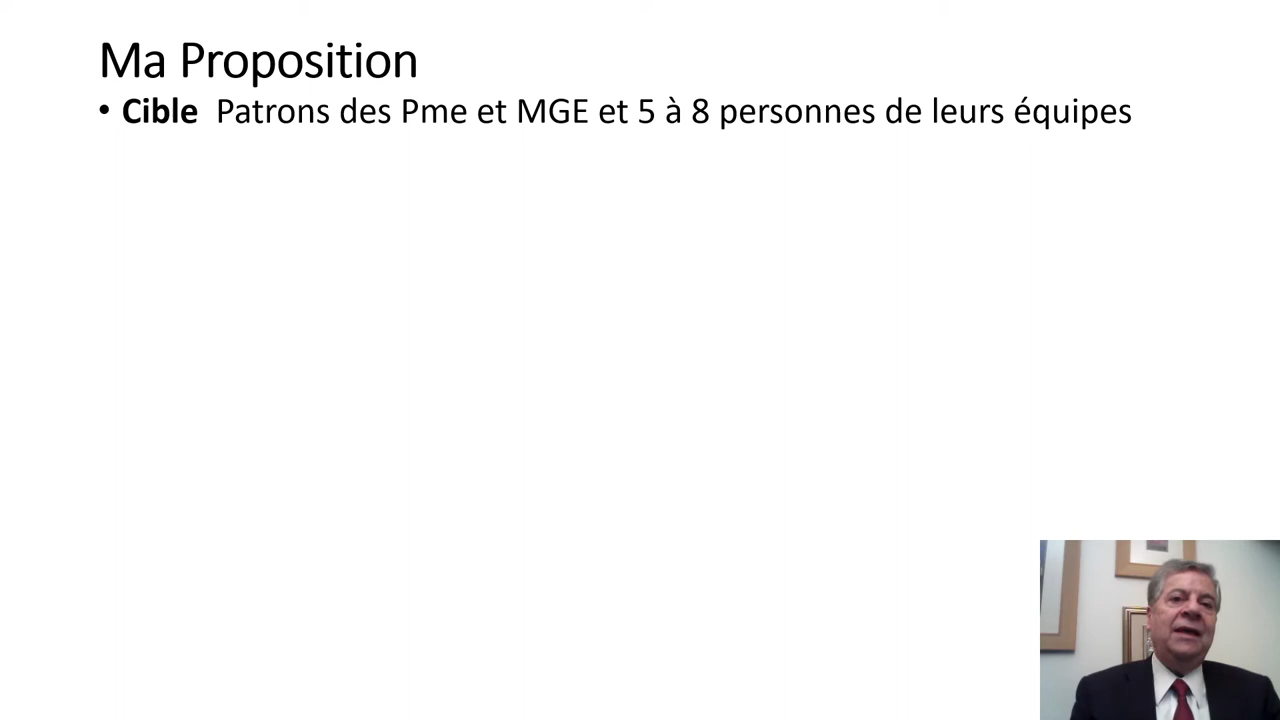 Ma Proposition
• Cible Patrons des Pme et MGE et 5 à 8 personnes de leurs équipes